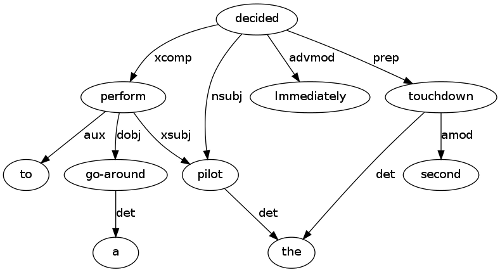 decided
xcomp
nsubj
advmod
prep
perform
Immediately
touchdown
aux
dobj
xsubj
det
amod
to
go-around
pilot
second
det
det
a
the